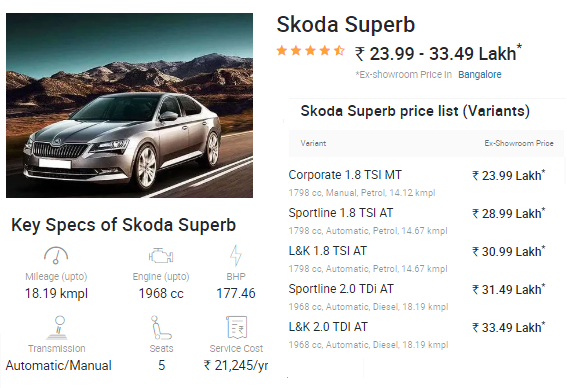 Skoda Superb
₹ 23.99 - 33.49 Lakh*
*Ex-showroom Price in Bangalore
Skoda Superb price list (Variants)
Variant Ex-Showroom Price
Corporate 1.8 TSI MT ₹ 23.99 Lakh*
1798 cc, Manual, Petrol, 14.12 kmpl
Sportline 1.8 TSI AT ₹ 28.99 Lakh*
1798 cc, Automatic, Petrol, 14.67 kmpl
L&K 1.8 TSI AT ₹ 30.99 Lakh*
1798 cc, Automatic, Petrol, 14.67 kmpl
Sportline 2.0 TDi AT ₹ 31.49 Lakh*
1968 cc, Automatic, Diesel, 18.19 kmpl
L&K 2.0 TDI AT ₹ 33.49 Lakh*
1968 cc, Automatic, Diesel, 18.19 kmpl
Key Specs of Skoda Superb
Mileage (upto) Engine (upto) BHP
18.19 kmpl 1968 cc 177.46
Transmission Seats Service Cost
Automatic/Manual 5 ₹ 21,245/yr